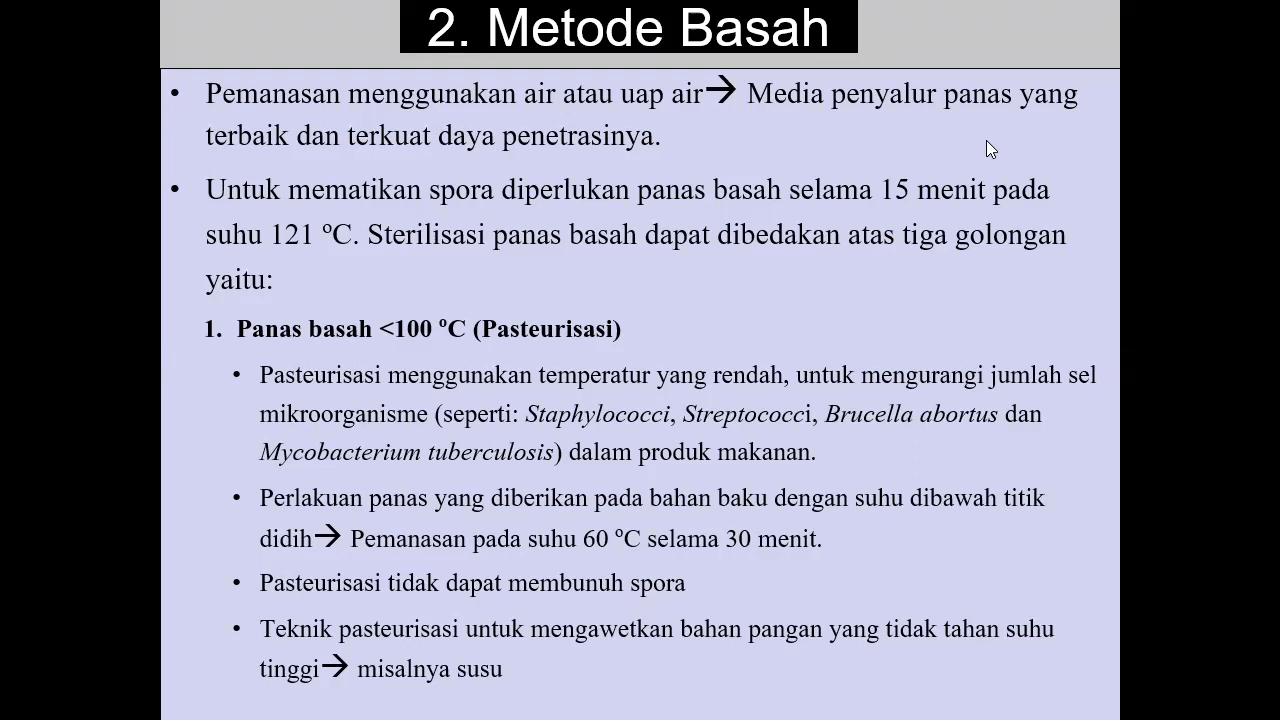 2. Metode Basah
• Pemanasan menggunakan air atau uap air→ Media penyalur panas yang
terbaik dan terkuat daya penetrasinya.
• Untuk mematikan spora diperlukan panas basah selama 15 menit pada
suhu 121 ºC. Sterilisasi panas basah dapat dibedakan atas tiga golongan
yaitu:
1. Panas basah <100 ºC (Pasteurisasi)
• Pasteurisasi menggunakan temperatur yang rendah, untuk mengurangi jumlah sel
mikroorganisme (seperti: Staphylococci, Streptococci, Brucella abortus dan
Mycobacterium tuberculosis) dalam produk makanan.
• Perlakuan panas yang diberikan pada bahan baku dengan suhu dibawah titik
didih→ Pemanasan pada suhu 60 ºC selama 30 menit.
• Pasteurisasi tidak dapat membunuh spora
• Teknik pasteurisasi untuk mengawetkan bahan pangan yang tidak tahan suhu
tinggi→ misalnya susu